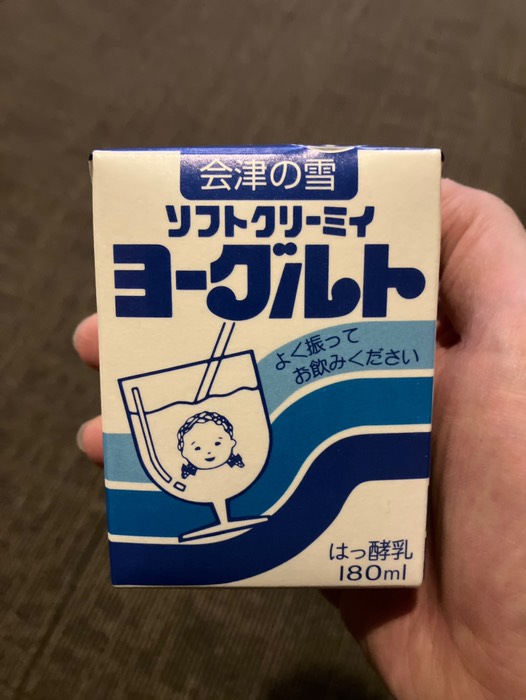 会津の雪
ソフトクリーミィ
ヨーグルト
よく振って
お飲みください
はっ酵乳
180ml